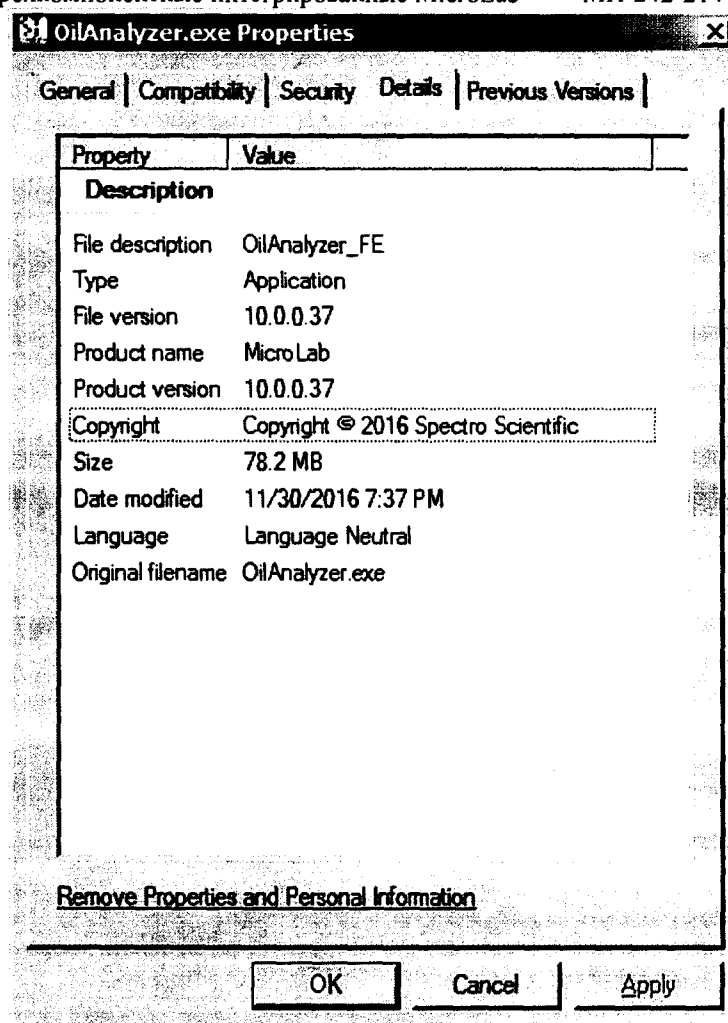 OilAnalyzer.exe Properties
General Compatibility Security Details Previous Versions
Property Value
Description
File description OilAnalyzer_FE
Type Application
File version 10.0.0.37
Product name MicroLab
Product version 10.0.0.37
Copyright Copyright © 2016 Spectro Scientific
Size 78.2 MB
Date modified 11/30/2016 7:37 PM
Language Language Neutral
Original filename OilAnalyzer.exe
Remove Properties and Personal Information
OK Cancel Apply